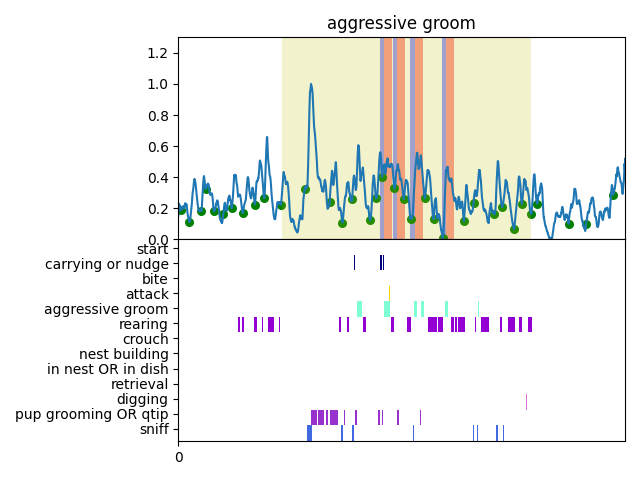 aggressive groom
1.2
1.0
0.8
0.6
0.4
0.2
0.0
start
carrying or nudge
bite
attack
aggressive groom
rearing
crouch
nest building
in nest OR in dish
retrieval
digging
pup grooming OR qtip
sniff
0